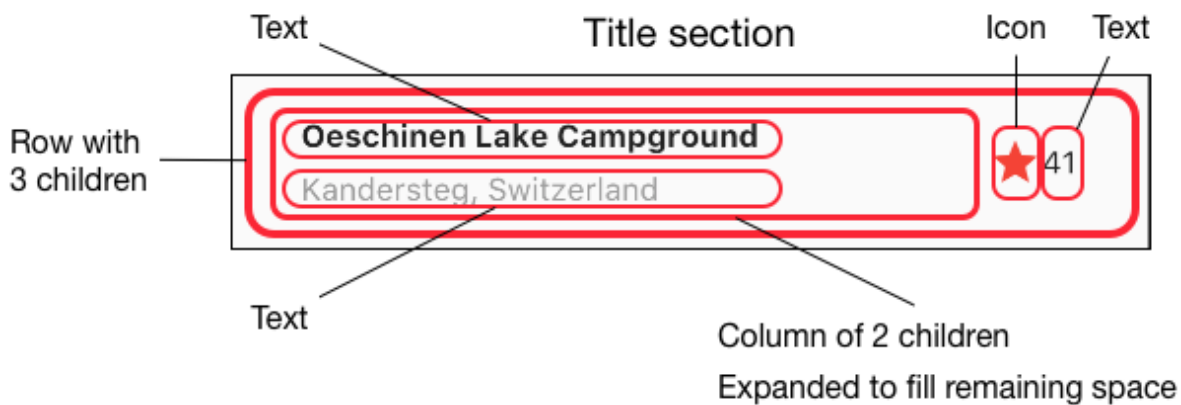 Text
Title section
Icon
Text
Row with
3 children
Oeschinen Lake Campground
41
Kandersteg, Switzerland
Text
Column of 2 children
Expanded to fill remaining space